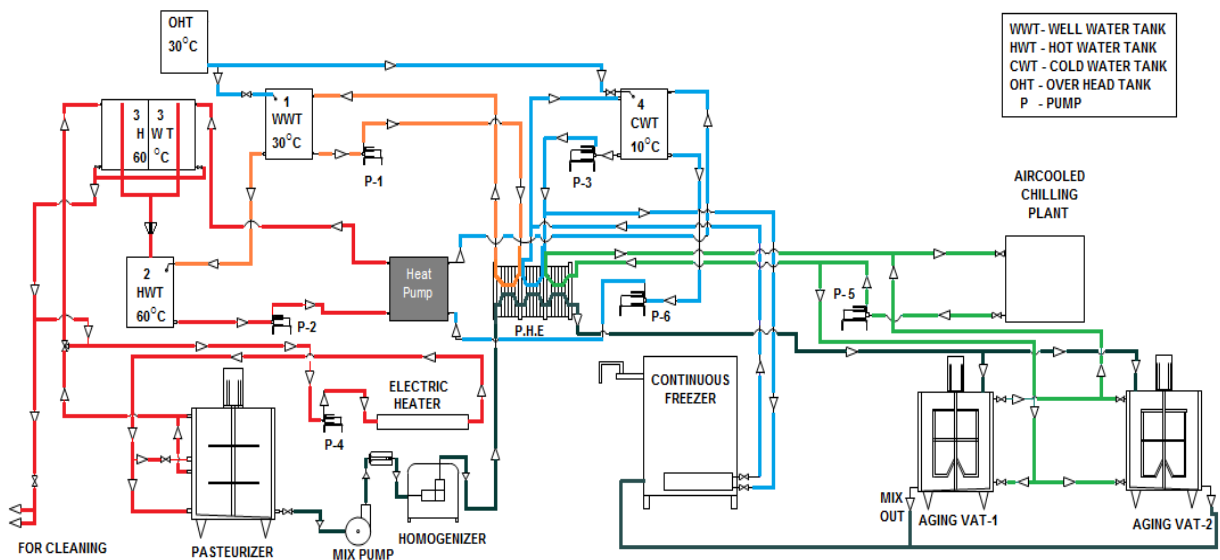 OHT
30°C
WWT- WELL WATER TANK
HWT - HOT WATER TANK
CWT - COLD WATER TANK
OHT - OVER HEAD TANK
P - PUMP
3 3
H W T
60 °C
1
WWT
30°C
P-1
4
CWT
10°C
P-3
AIRCOOLED
CHILLING
PLANT
2
HWT
60°C
P-2
Heat
Pump
P.H.E
P-6
P-5
ELECTRIC
HEATER
P-4
CONTINUOUS
FREEZER
MIX
OUT
AGING VAT-1
AGING VAT-2
FOR CLEANING
PASTEURIZER
MIX PUMP
HOMOGENIZER